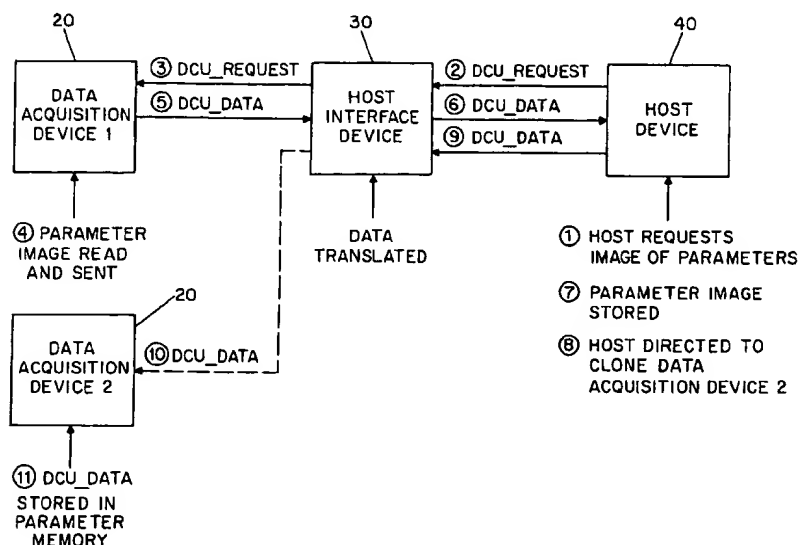 20
30
40
③ DCU_REQUEST
② DCU_REQUEST
DATA
ACQUISITION
DEVICE 1
⑤ DCU_DATA
HOST
INTERFACE
DEVICE
⑥ DCU_DATA
⑨ DCU_DATA
HOST
DEVICE
④ PARAMETER
IMAGE READ
AND SENT
DATA
TRANSLATED
① HOST REQUESTS
IMAGE OF PARAMETERS
⑦ PARAMETER IMAGE
STORED
⑧ HOST DIRECTED TO
CLONE DATA
ACQUISITION DEVICE 2
20
DATA
ACQUISITION
DEVICE 2
⑩ DCU_DATA
⑪ DCU_DATA
STORED IN
PARAMETER
MEMORY